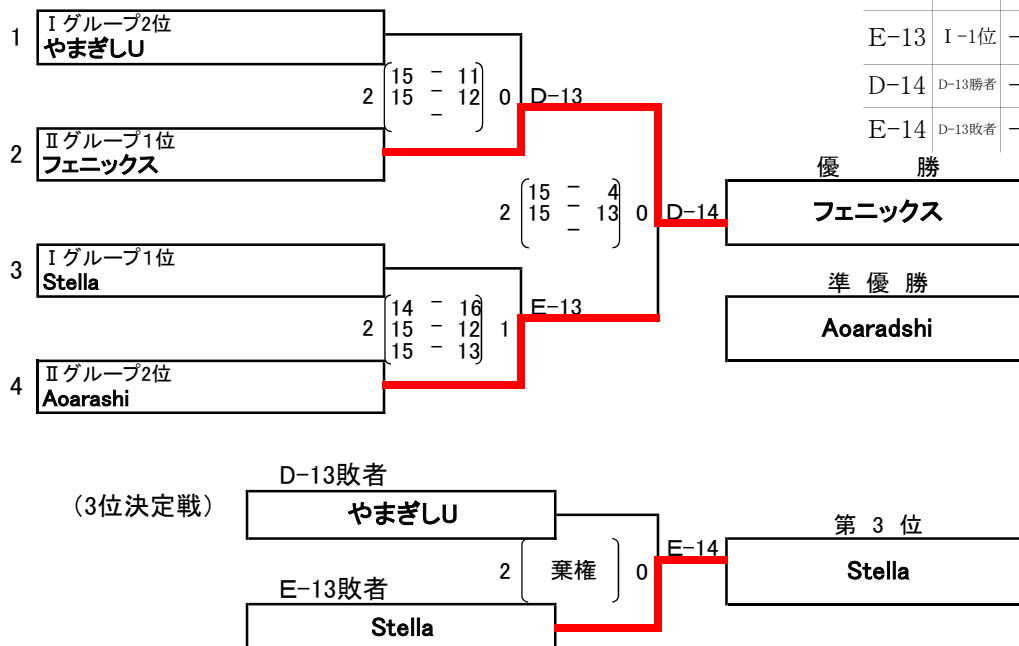 E-13 Ⅰ-1位 −
D-14 D-13勝者 −
E-14 D-13敗者 −
1 Ⅰグループ2位
やまぎしU
2 15 − 11 0 D-13
15 − 12
−
2 Ⅱグループ1位
フェニックス
2 15 − 4 0 D-14
15 − 13
−
優 勝
フェニックス
3 Ⅰグループ1位
Stella
準 優 勝
Aoaradshi
2 14 − 16 1 E-13
15 − 12
15 − 13
4 Ⅱグループ2位
Aoarashi
(3位決定戦)
D-13敗者
やまぎしU
2 棄権 0 E-14
E-13敗者
Stella
第 3 位
Stella